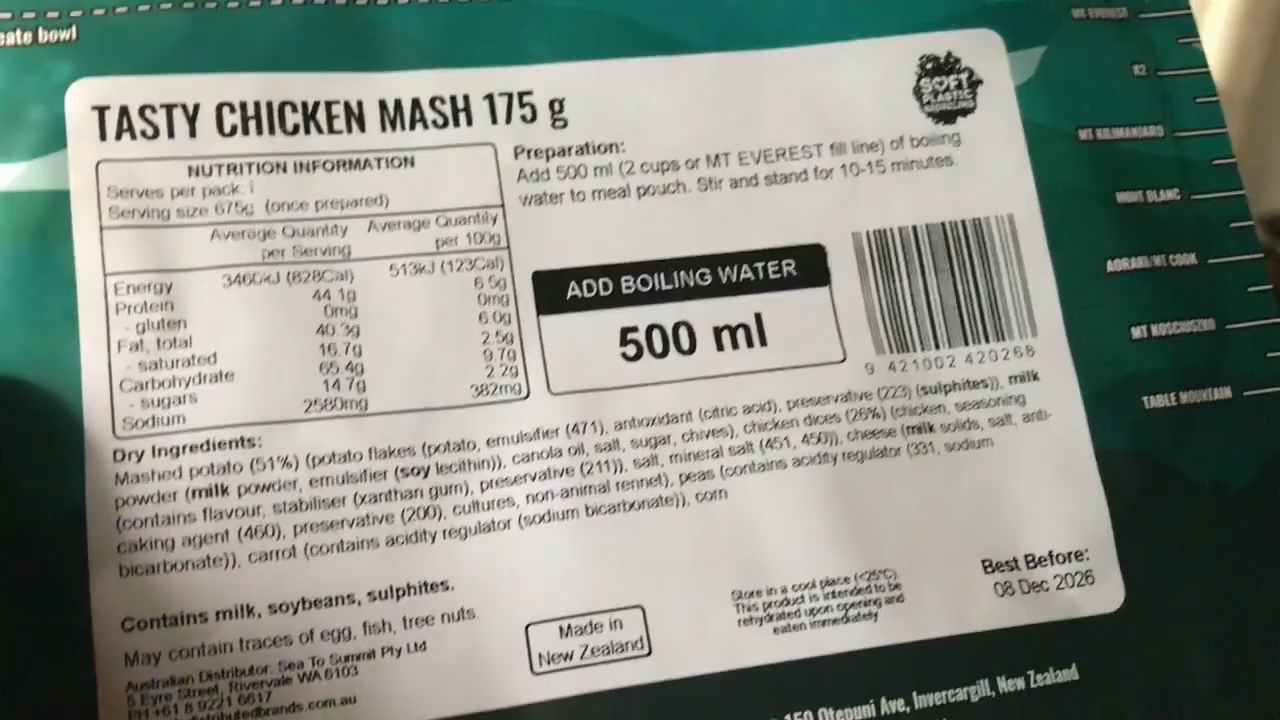 eate bowl
TASTY CHICKEN MASH 175 g
NUTRITION INFORMATION
Serves per pack: 1
Serving size 675g (once prepared)
Average Quantity per Serving Average Quantity per 100g
Energy 3460kJ (828Cal) 513kJ (123Cal)
Protein 44.1g 6.5g
- gluten 0mg 0mg
Fat, total 40.3g 6.0g
- saturated 16.7g 2.5g
Carbohydrate 65.4g 9.7g
- sugars 14.7g 2.2g
Sodium 2580mg 382mg
Preparation:
Add 500 ml (2 cups or MT EVEREST fill line) of boiling
water to meal pouch. Stir and stand for 10-15 minutes.
SOFT
PLASTIC
RECYCLING
ADD BOILING WATER
500 ml
9 421002 420268
Dry Ingredients:
Mashed potato (51%) (potato flakes (potato, emulsifier (471), antioxidant (citric acid), preservative (223) (sulphites)), milk
powder (milk powder, emulsifier (soy lecithin)), canola oil, salt, sugar, chives), chicken dices (26%) (chicken, seasoning
(contains flavour, stabiliser (xanthan gum), preservative (211)), salt, mineral salt (451, 450)), cheese (milk solids, salt, anti-
caking agent (460), preservative (200), cultures, non-animal rennet), peas (contains acidity regulator (331, sodium
bicarbonate)), carrot (contains acidity regulator (sodium bicarbonate)), corn
Contains milk, soybeans, sulphites.
May contain traces of egg, fish, tree nuts.
Australian Distributor: Sea To Summit Pty Ltd
5 Eyre Street, Rivervale WA 6103
PH +61 8 9221 6617
distributedbrands.com.au
Made in
New Zealand
Store in a cool place (<25°C).
This product is intended to be
rehydrated upon opening and
eaten immediately
Best Before:
08 Dec 2026
159 Otepuni Ave, Invercargill, New Zealand
MT EVEREST
K2
MT KILIMANJARO
MONT BLANC
AORAKI/MT COOK
MT KOSCIUSZKO
TABLE MOUNTAIN